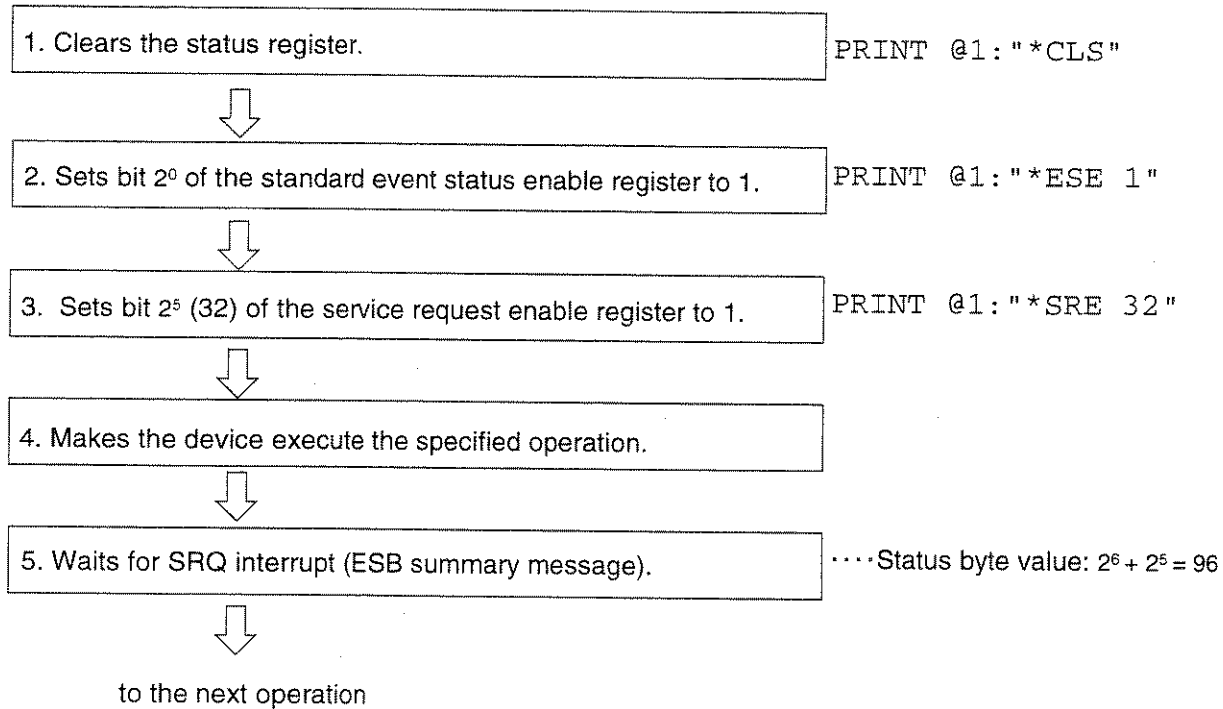 1. Clears the status register.
PRINT @1:"*CLS"
2. Sets bit 2⁰ of the standard event status enable register to 1.
PRINT @1:"*ESE 1"
3. Sets bit 2⁵ (32) of the service request enable register to 1.
PRINT @1:"*SRE 32"
4. Makes the device execute the specified operation.
5. Waits for SRQ interrupt (ESB summary message).
····Status byte value: 2⁶ + 2⁵ = 96
to the next operation